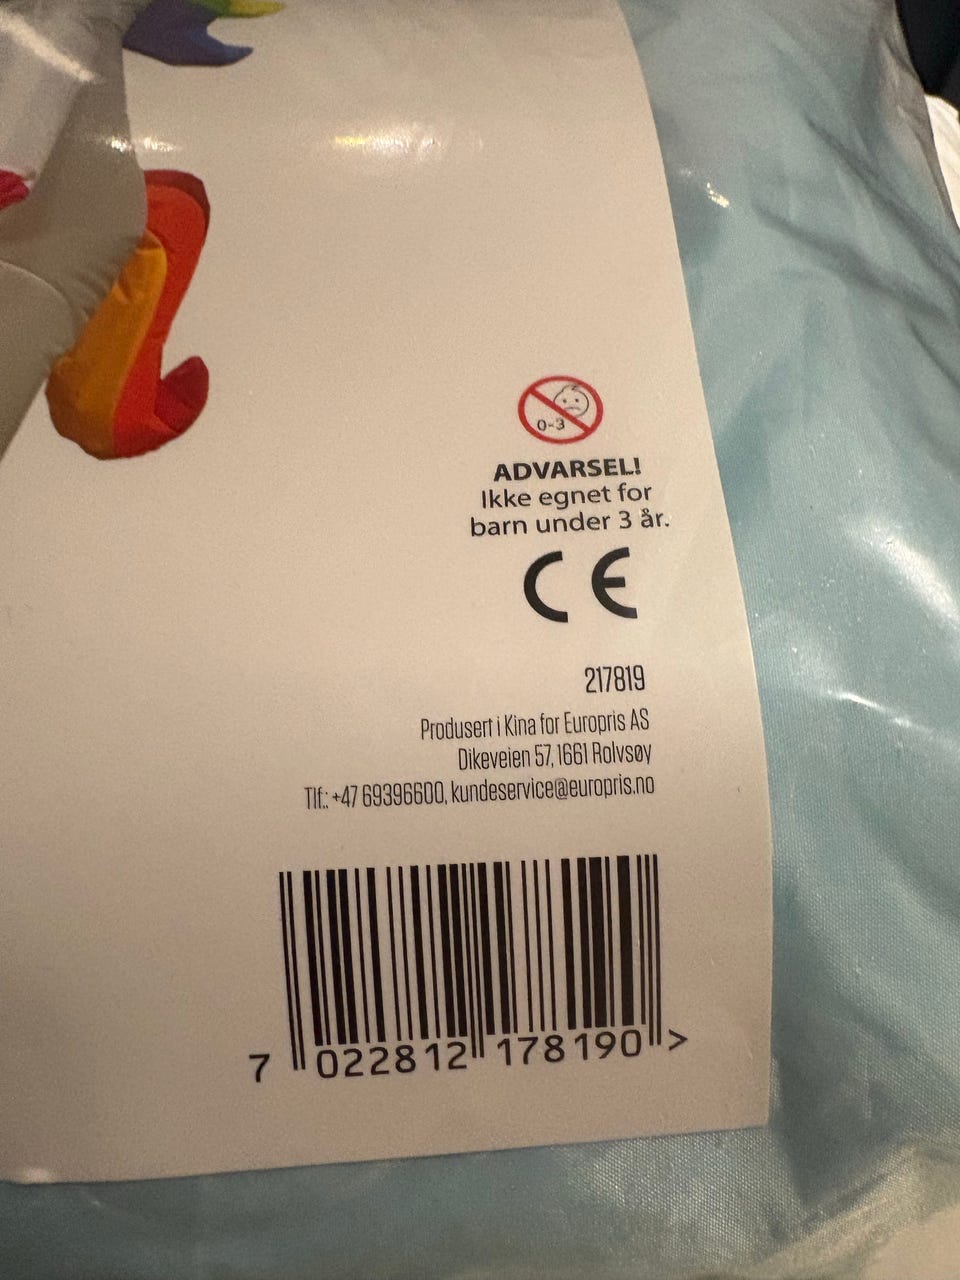 0-3
ADVARSEL!
Ikke egnet for
barn under 3 år.
CE
217819
Produsert i Kina for Europris AS
Dikeveien 57, 1661 Rolvsøy
Tlf.: +47 69396600, kundeservice@europris.no
7 022812 178190 >